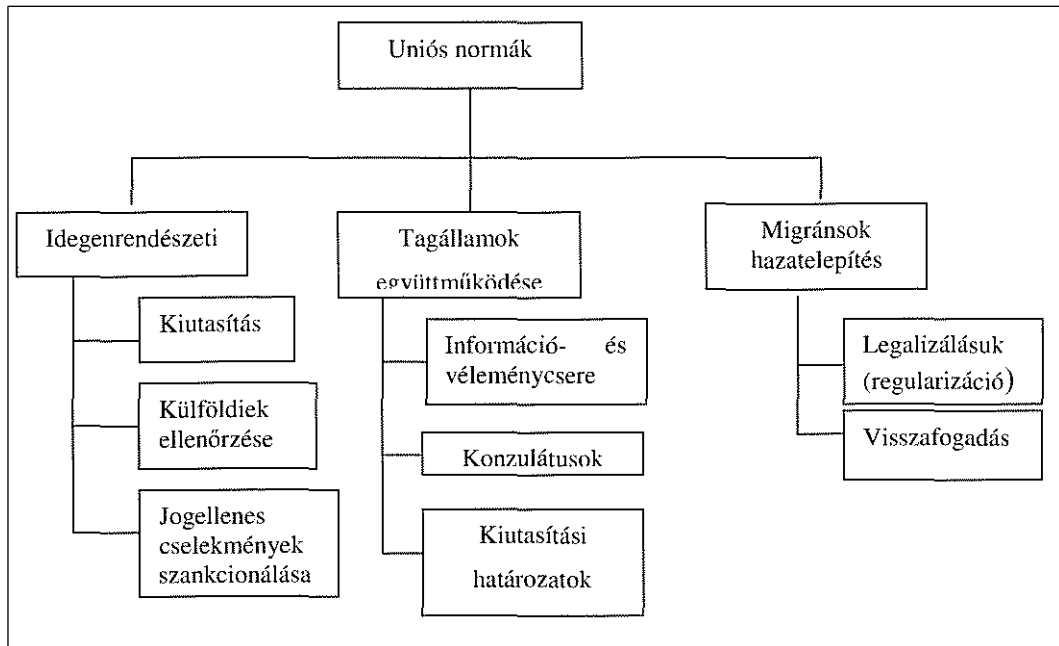 Uniós normák
Idegenrendészeti
Kiutasítás
Külföldiek
ellenőrzése
Jogellenes
cselekmények
szankcionálása
Tagállamok
együttműködése
Információ- és
véleménycsere
Konzulátusok
Kiutasítási
határozatok
Migránsok
hazatelepítés
Legalizálásuk
(regularizáció)
Visszafogadás